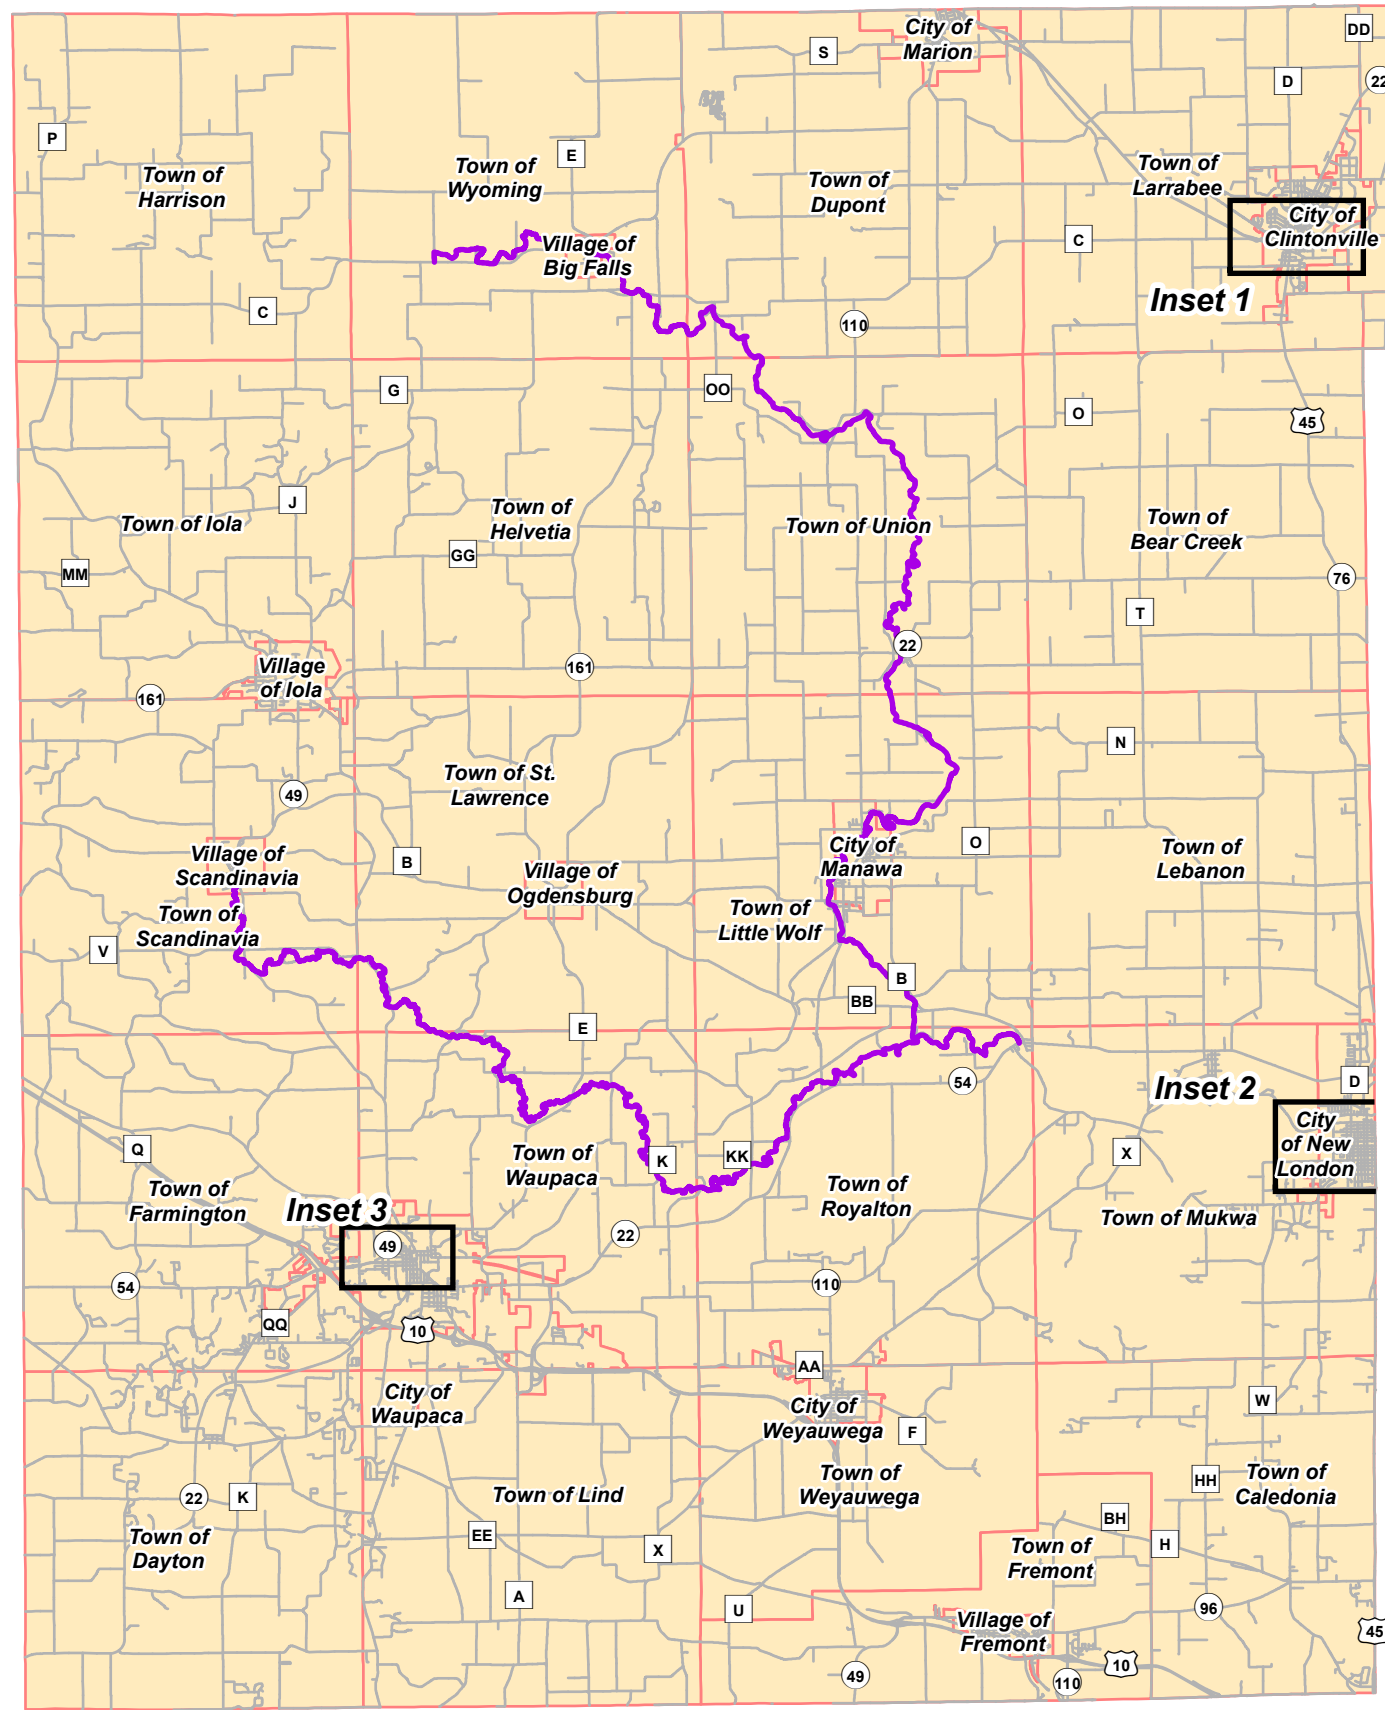 City of
Marion
S
DD
D
22
P
E
Town of
Harrison
Town of
Wyoming
Town of
Dupont
Town of
Larrabee
City of
Clintonville
C
Village of
Big Falls
Inset 1
C
110
G
OO
O
45
J
Town of Iola
Town of
Helvetia
Town of Union
Town of
Bear Creek
GG
MM
76
T
22
Village
of Iola
161
161
N
Town of St.
Lawrence
49
O
Village of
Scandinavia
B
Village of
Ogdensburg
City of
Manawa
Town of
Lebanon
Town of
Scandinavia
Town of
Little Wolf
V
B
BB
E
54
D
Inset 2
City
of New
London
Q
Town of
Waupaca
K
KK
X
Town of
Farmington
Town of
Royalton
Inset 3
Town of Mukwa
49
22
54
110
QQ
10
AA
City of
Waupaca
City of
Weyauwega
W
F
Town of
Weyauwega
HH
Town of
Caledonia
22
K
Town of Lind
BH
Town of
Dayton
EE
X
Town of
Fremont
H
A
U
96
Village of
Fremont
45
49
10
110